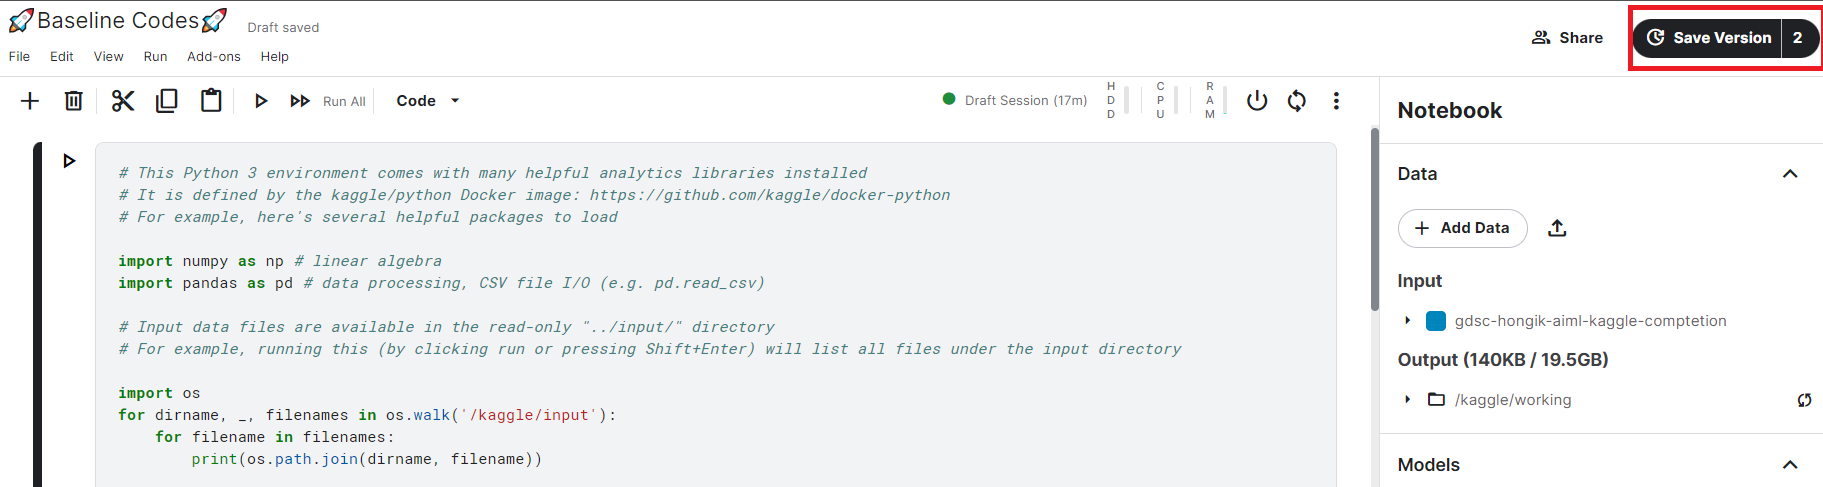 🚀Baseline Codes🚀 Draft saved
File Edit View Run Add-ons Help
Share
Save Version 2
Run All Code
Draft Session (17m)
HDD
CPU
RAM
# This Python 3 environment comes with many helpful analytics libraries installed
# It is defined by the kaggle/python Docker image: https://github.com/kaggle/docker-python
# For example, here's several helpful packages to load
import numpy as np # linear algebra
import pandas as pd # data processing, CSV file I/O (e.g. pd.read_csv)
# Input data files are available in the read-only "../input/" directory
# For example, running this (by clicking run or pressing Shift+Enter) will list all files under the input directory
import os
for dirname, _, filenames in os.walk('/kaggle/input'):
    for filename in filenames:
        print(os.path.join(dirname, filename))
Notebook
Data
+ Add Data
Input
gdsc-hongik-aiml-kaggle-comptetion
Output (140KB / 19.5GB)
/kaggle/working
Models